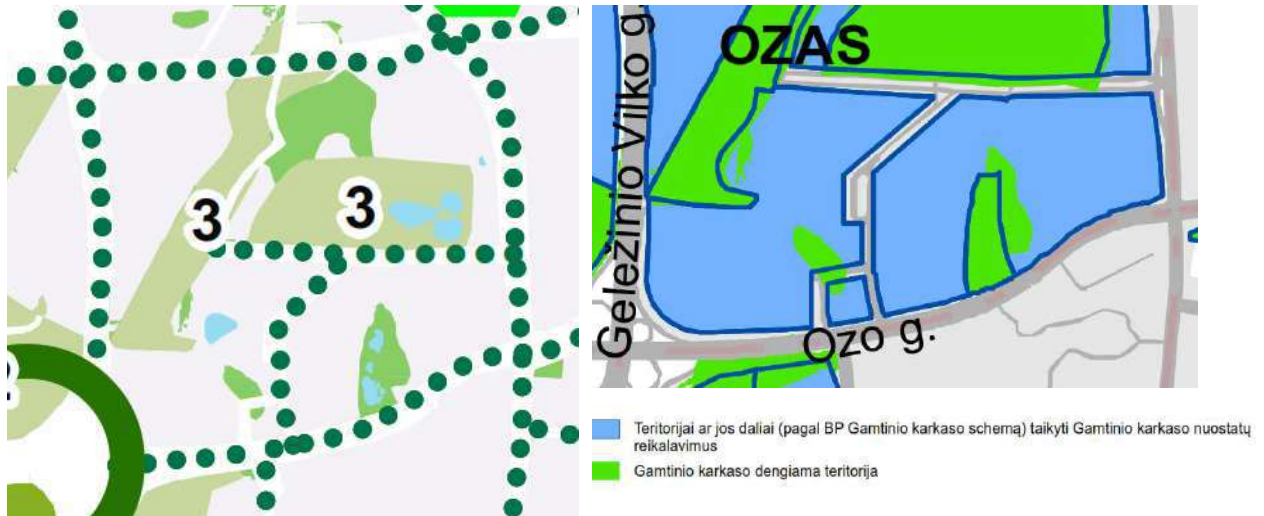 3
3
OZAS
Geležinio Vilko g.
Ozo g.
Teritorijai ar jos daliai (pagal BP Gamtinio karkaso schemą) taikyti Gamtinio karkaso nuostatų
reikalavimus
Gamtinio karkaso dengiama teritorija